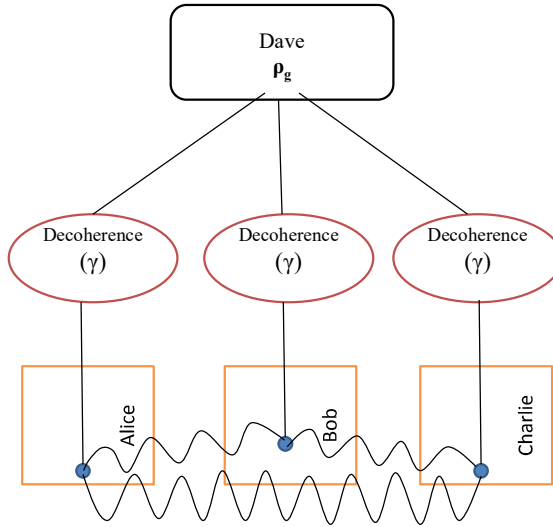 Dave
ρg
Decoherence
(γ)
Decoherence
(γ)
Decoherence
(γ)
Alice
Bob
Charlie